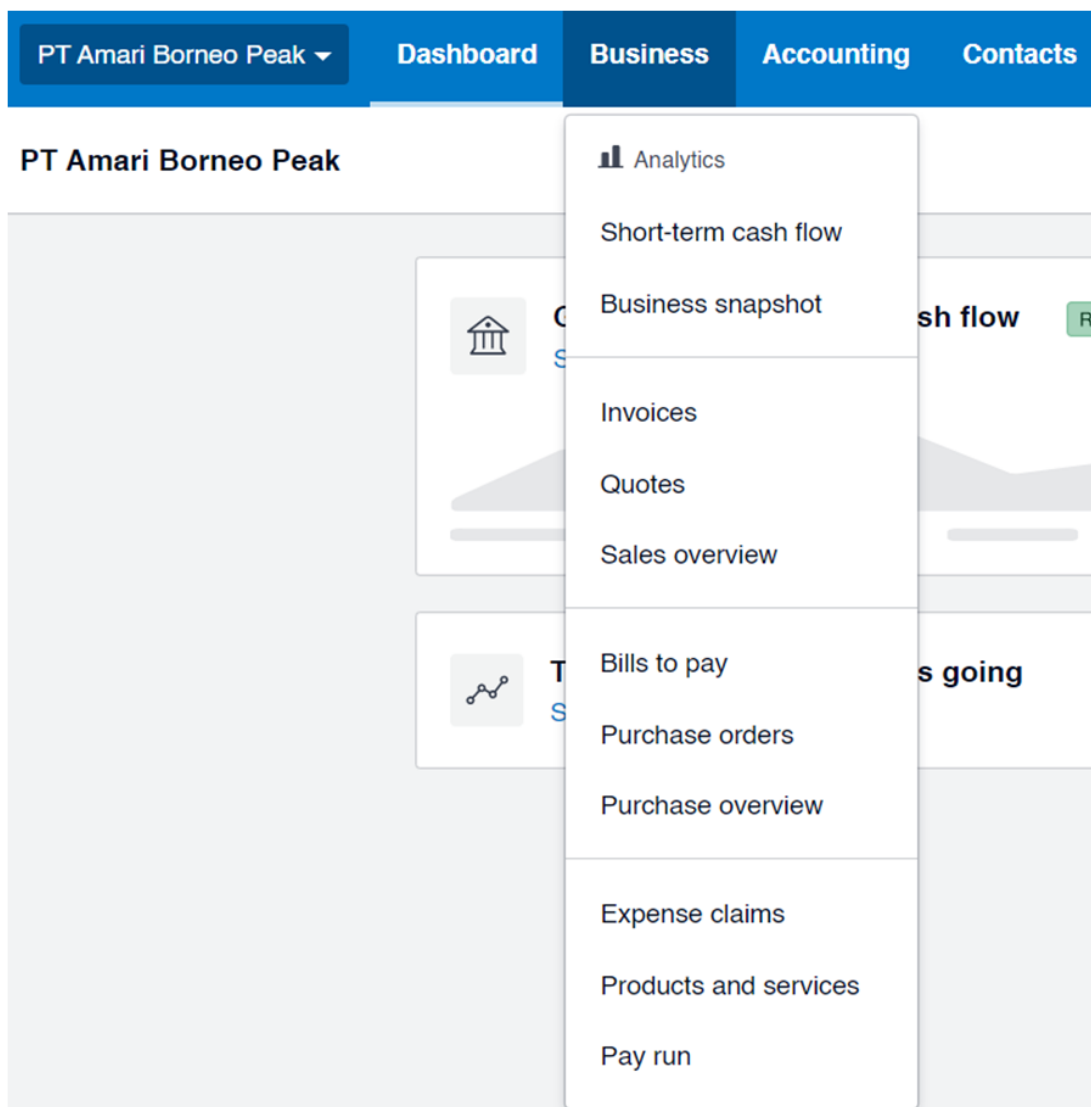 PT Amari Borneo Peak
Dashboard
Business
Accounting
Contacts
PT Amari Borneo Peak
Analytics
Short-term cash flow
Business snapshot
sh flow
R
Invoices
Quotes
Sales overview
Bills to pay
T
s going
S
Purchase orders
Purchase overview
Expense claims
Products and services
Pay run